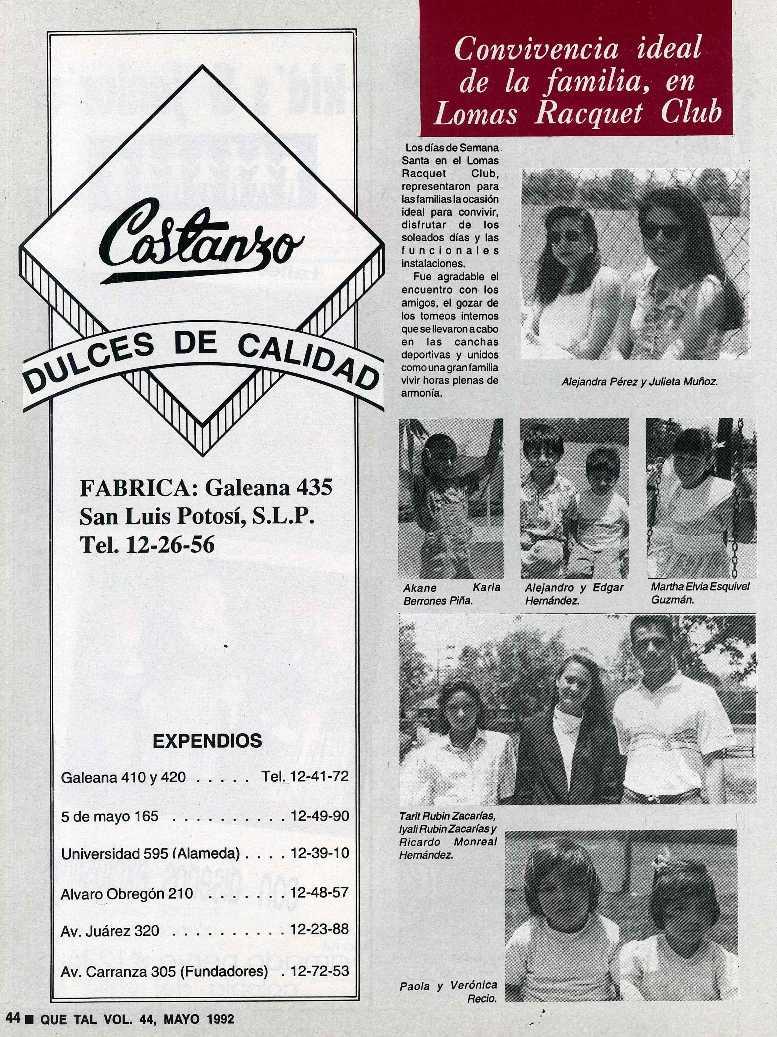 Costanzo
DULCES DE CALIDAD
FABRICA: Galeana 435
San Luis Potosí, S.L.P.
Tel. 12-26-56
EXPENDIOS
Galeana 410 y 420 . . . . . Tel. 12-41-72
5 de mayo 165 . . . . . . . . . . 12-49-90
Universidad 595 (Alameda) . . . . 12-39-10
Alvaro Obregón 210 . . . . . . . 12-48-57
Av. Juárez 320 . . . . . . . . . . 12-23-88
Av. Carranza 305 (Fundadores) . 12-72-53
Convivencia ideal
de la familia, en
Lomas Racquet Club
Los días de Semana
Santa en el Lomas
Racquet Club,
representaron para
las familias la ocasión
ideal para convivir,
disfrutar de los
soleados días y las
funcionales
instalaciones.
Fue agradable el
encuentro con los
amigos, el gozar de
los torneos internos
que se llevaron a cabo
en las canchas
deportivas y unidos
como una gran familia
vivir horas plenas de
armonía.
Alejandra Pérez y Julieta Muñoz.
Akane Karla
Berrones Piña.
Alejandro y Edgar
Hernández.
Martha Elvia Esquivel
Guzmán.
Tarit Rubin Zacarías,
Iyali Rubin Zacarías y
Ricardo Monreal
Hernández.
Paola y Verónica
Recio.
44 ■ QUE TAL VOL. 44, MAYO 1992